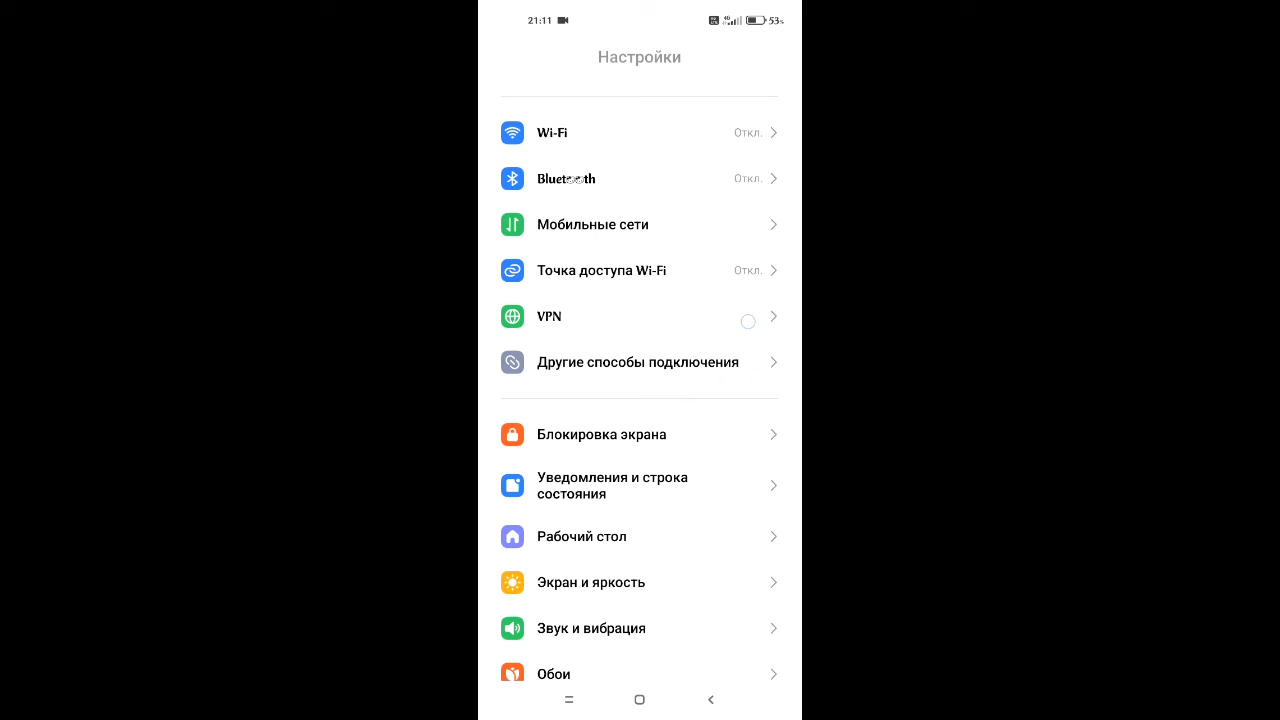 21:11 4G 53%
Настройки
Wi-Fi Откл.
Bluetooth Откл.
Мобильные сети
Точка доступа Wi-Fi Откл.
VPN
Другие способы подключения
Блокировка экрана
Уведомления и строка
состояния
Рабочий стол
Экран и яркость
Звук и вибрация
Обои